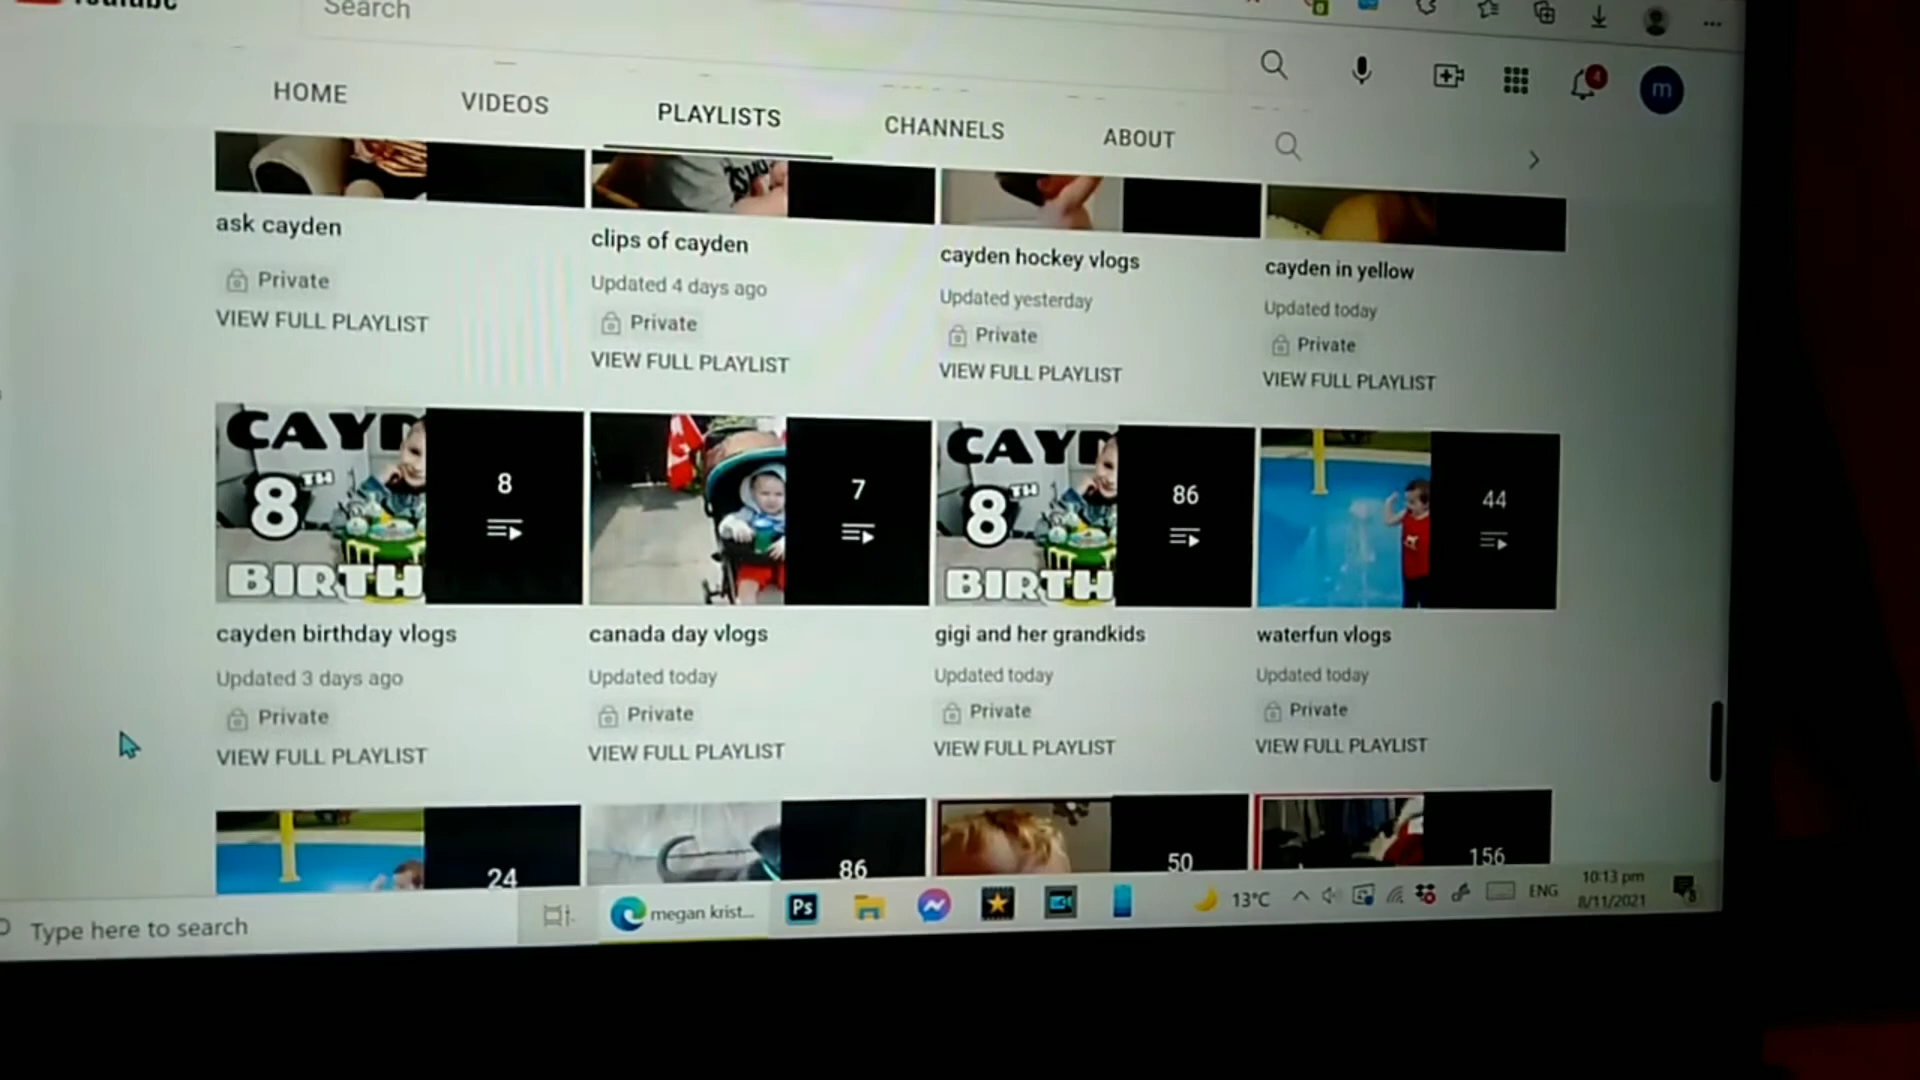 YouTube
Search
4
m
HOME
VIDEOS
PLAYLISTS
CHANNELS
ABOUT
ask cayden
Private
VIEW FULL PLAYLIST
clips of cayden
Updated 4 days ago
Private
VIEW FULL PLAYLIST
cayden hockey vlogs
Updated yesterday
Private
VIEW FULL PLAYLIST
cayden in yellow
Updated today
Private
VIEW FULL PLAYLIST
CAYD
8TH
BIRTH
8
cayden birthday vlogs
Updated 3 days ago
Private
VIEW FULL PLAYLIST
7
canada day vlogs
Updated today
Private
VIEW FULL PLAYLIST
CAYD
8TH
BIRTH
86
gigi and her grandkids
Updated today
Private
VIEW FULL PLAYLIST
44
waterfun vlogs
Updated today
Private
VIEW FULL PLAYLIST
24
86
50
156
Type here to search
megan krist...
Ps
13°C
ENG
10:13 pm
8/11/2021